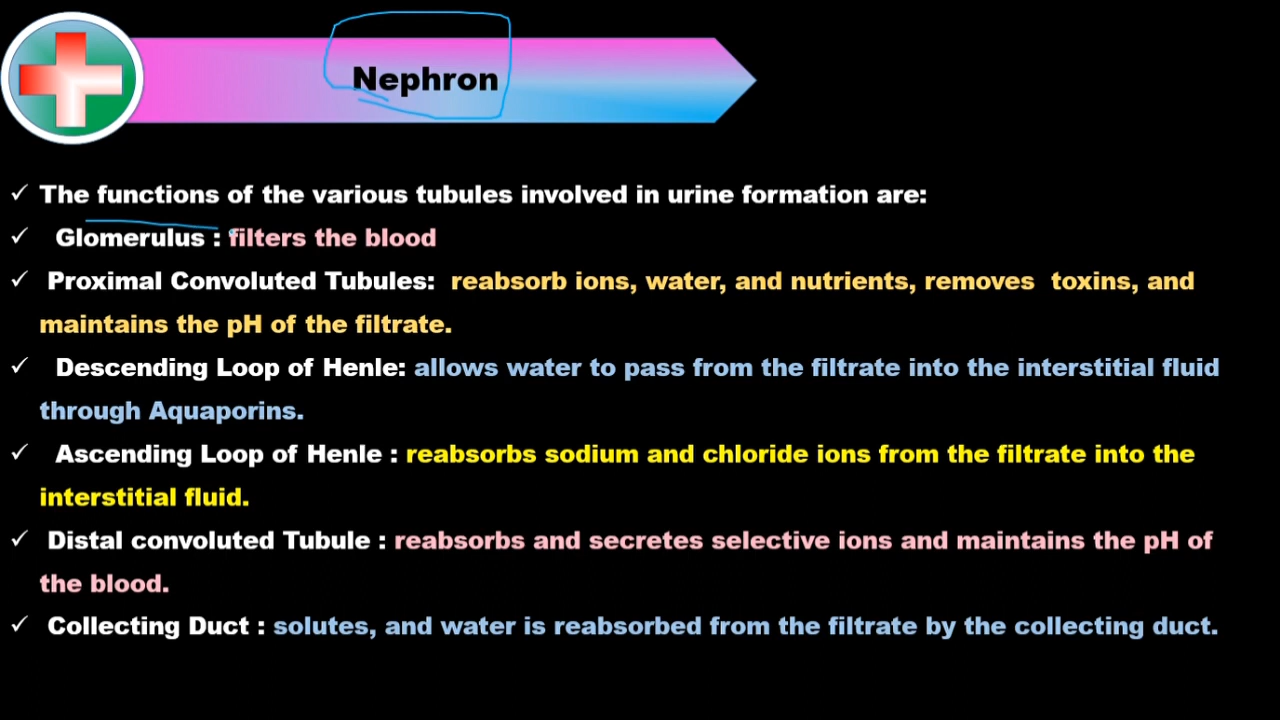 Nephron
✓ The functions of the various tubules involved in urine formation are:
✓ Glomerulus : filters the blood
✓ Proximal Convoluted Tubules: reabsorb ions, water, and nutrients, removes toxins, and
maintains the pH of the filtrate.
✓ Descending Loop of Henle: allows water to pass from the filtrate into the interstitial fluid
through Aquaporins.
✓ Ascending Loop of Henle : reabsorbs sodium and chloride ions from the filtrate into the
interstitial fluid.
✓ Distal convoluted Tubule : reabsorbs and secretes selective ions and maintains the pH of
the blood.
✓ Collecting Duct : solutes, and water is reabsorbed from the filtrate by the collecting duct.